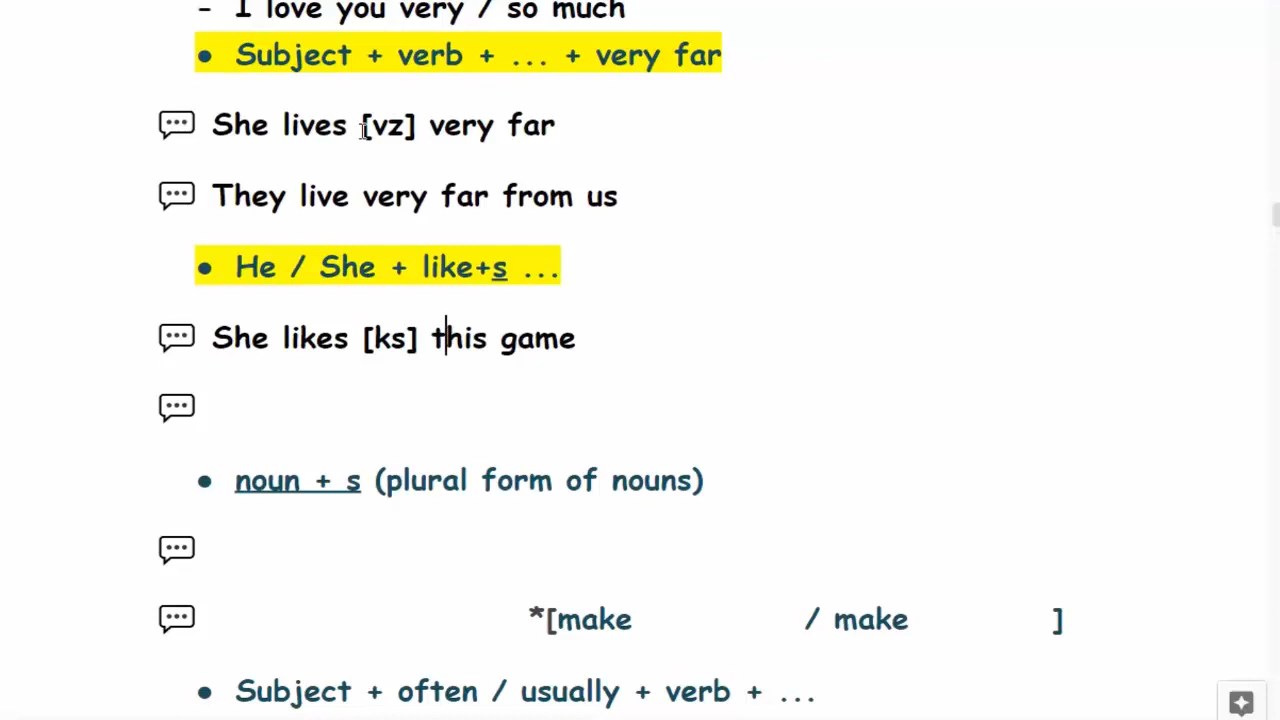 - I love you very / so much
● Subject + verb + ... + very far
She lives [vz] very far
They live very far from us
● He / She + like+s ...
She likes [ks] this game
● noun + s (plural form of nouns)
*[make / make ]
● Subject + often / usually + verb + ...